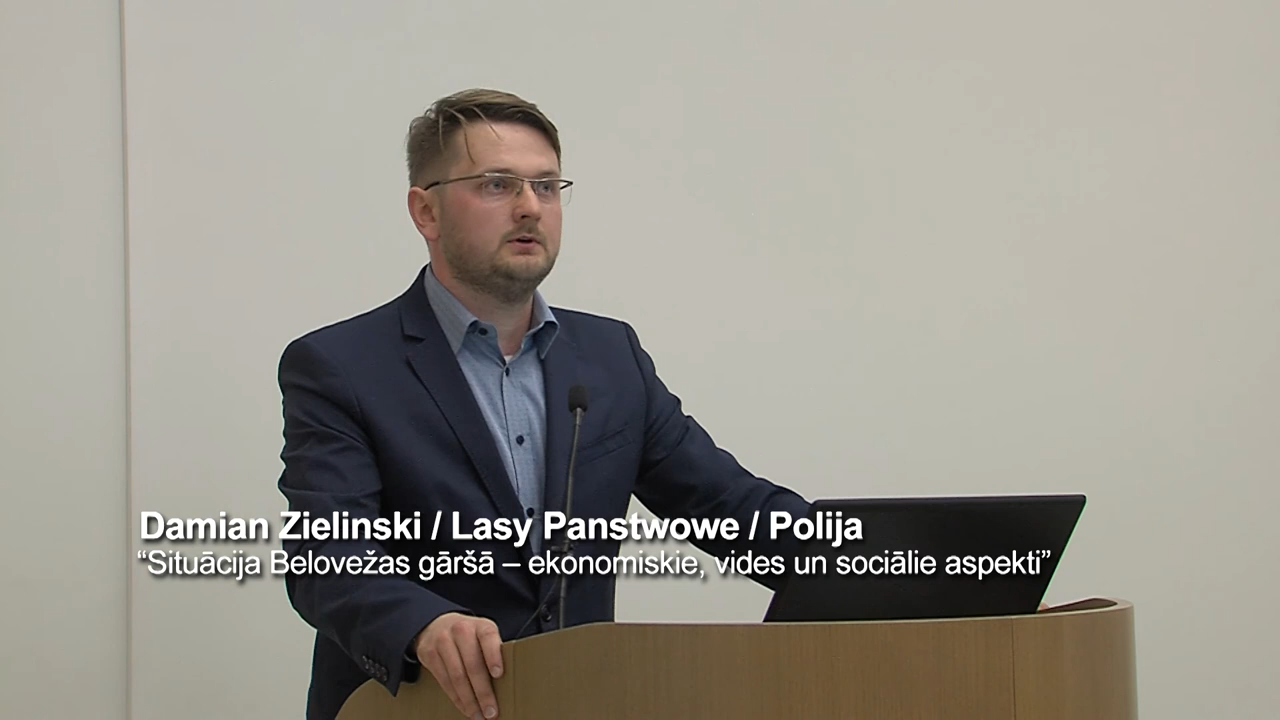 Damian Zielinski / Lasy Panstwowe / Polija
“Situācija Belovežas gāršā – ekonomiskie, vides un sociālie aspekti”